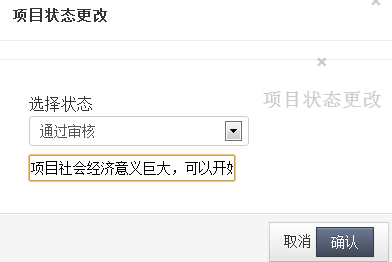 项目状态更改
项目状态更改
选择状态
通过审核
项目社会经济意义巨大，可以开
取消 确认